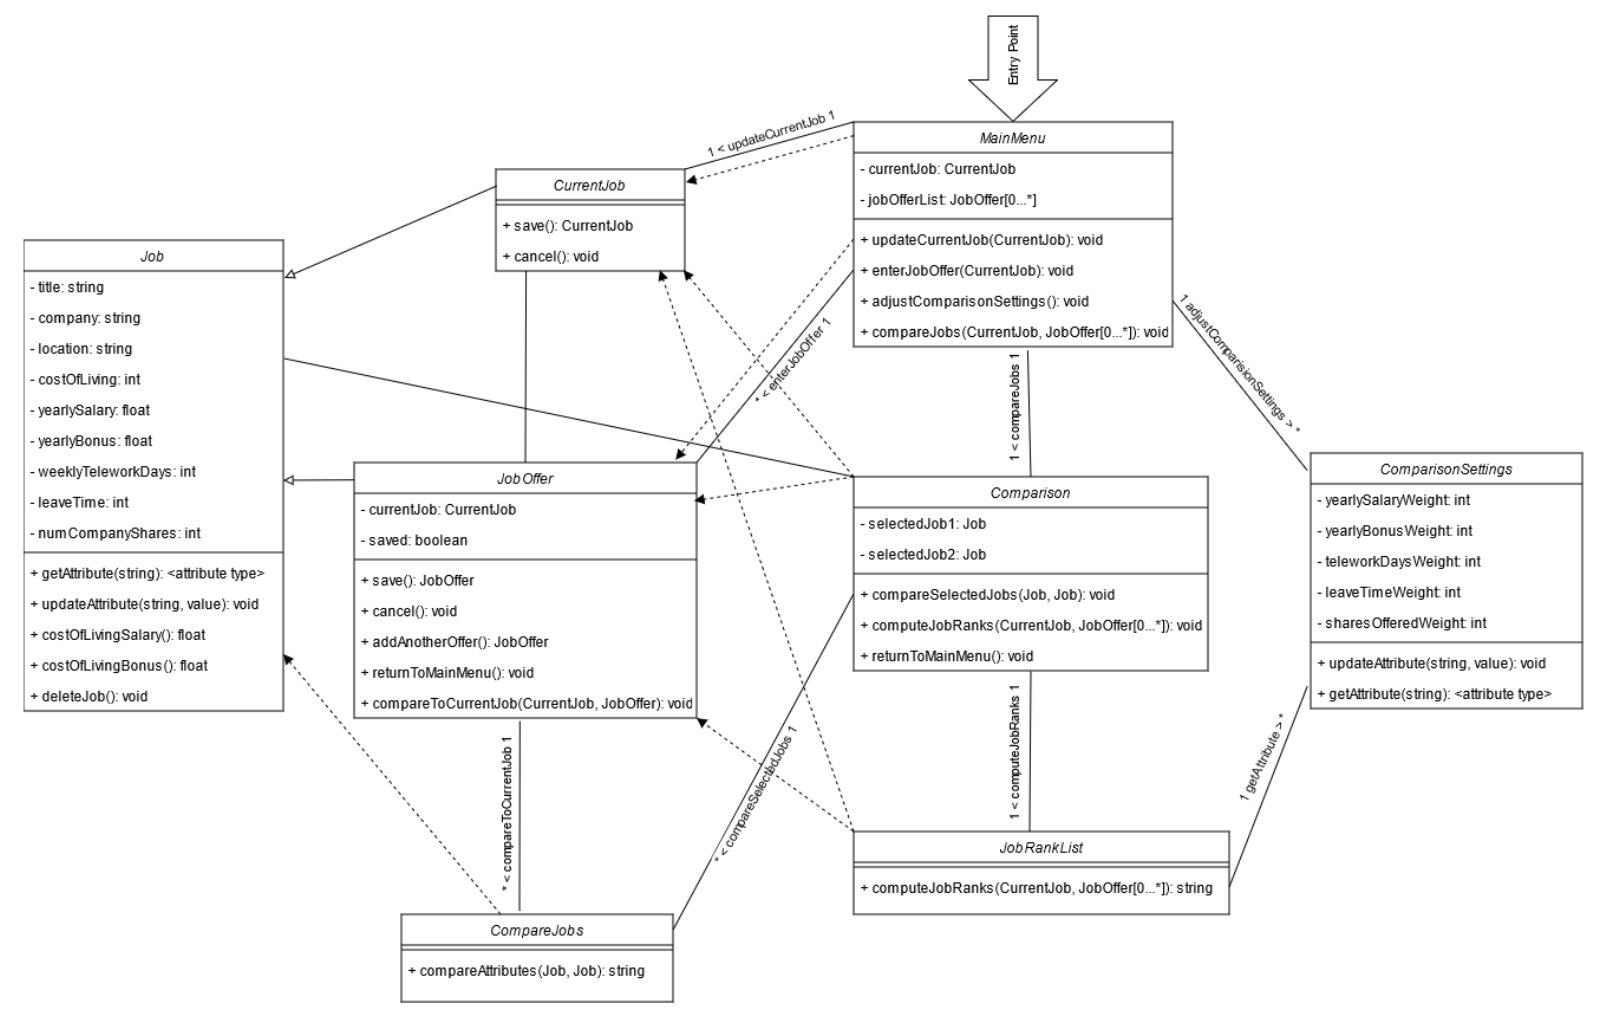 Entry Point
MainMenu
- currentJob: CurrentJob
- jobOfferList: JobOffer[0...*]
+ updateCurrentJob(CurrentJob): void
+ enterJobOffer(CurrentJob): void
+ adjustComparisonSettings(): void
+ compareJobs(CurrentJob, JobOffer[0...*]): void
1 < updateCurrentJob 1
CurrentJob
+ save(): CurrentJob
+ cancel(): void
Job
- title: string
- company: string
- location: string
- costOfLiving: int
- yearlySalary: float
- yearlyBonus: float
- weeklyTeleworkDays: int
- leaveTime: int
- numCompanyShares: int
+ getAttribute(string): <attribute type>
+ updateAttribute(string, value): void
+ costOfLivingSalary(): float
+ costOfLivingBonus(): float
+ deleteJob(): void
* < enterJobOffer 1
1 < compareJobs 1
1 adjustComparisionSettings > *
JobOffer
- currentJob: CurrentJob
- saved: boolean
+ save(): JobOffer
+ cancel(): void
+ addAnotherOffer(): JobOffer
+ returnToMainMenu(): void
+ compareToCurrentJob(CurrentJob, JobOffer): void
Comparison
- selectedJob1: Job
- selectedJob2: Job
+ compareSelectedJobs(Job, Job): void
+ computeJobRanks(CurrentJob, JobOffer[0...*]): void
+ returnToMainMenu(): void
ComparisonSettings
- yearlySalaryWeight: int
- yearlyBonusWeight: int
- teleworkDaysWeight: int
- leaveTimeWeight: int
- sharesOfferedWeight: int
+ updateAttribute(string, value): void
+ getAttribute(string): <attribute type>
* < compareToCurrentJob 1
* < compareSelectedJobs 1
1 < computeJobRanks 1
1 getAttribute > *
JobRankList
+ computeJobRanks(CurrentJob, JobOffer[0...*]): string
CompareJobs
+ compareAttributes(Job, Job): string